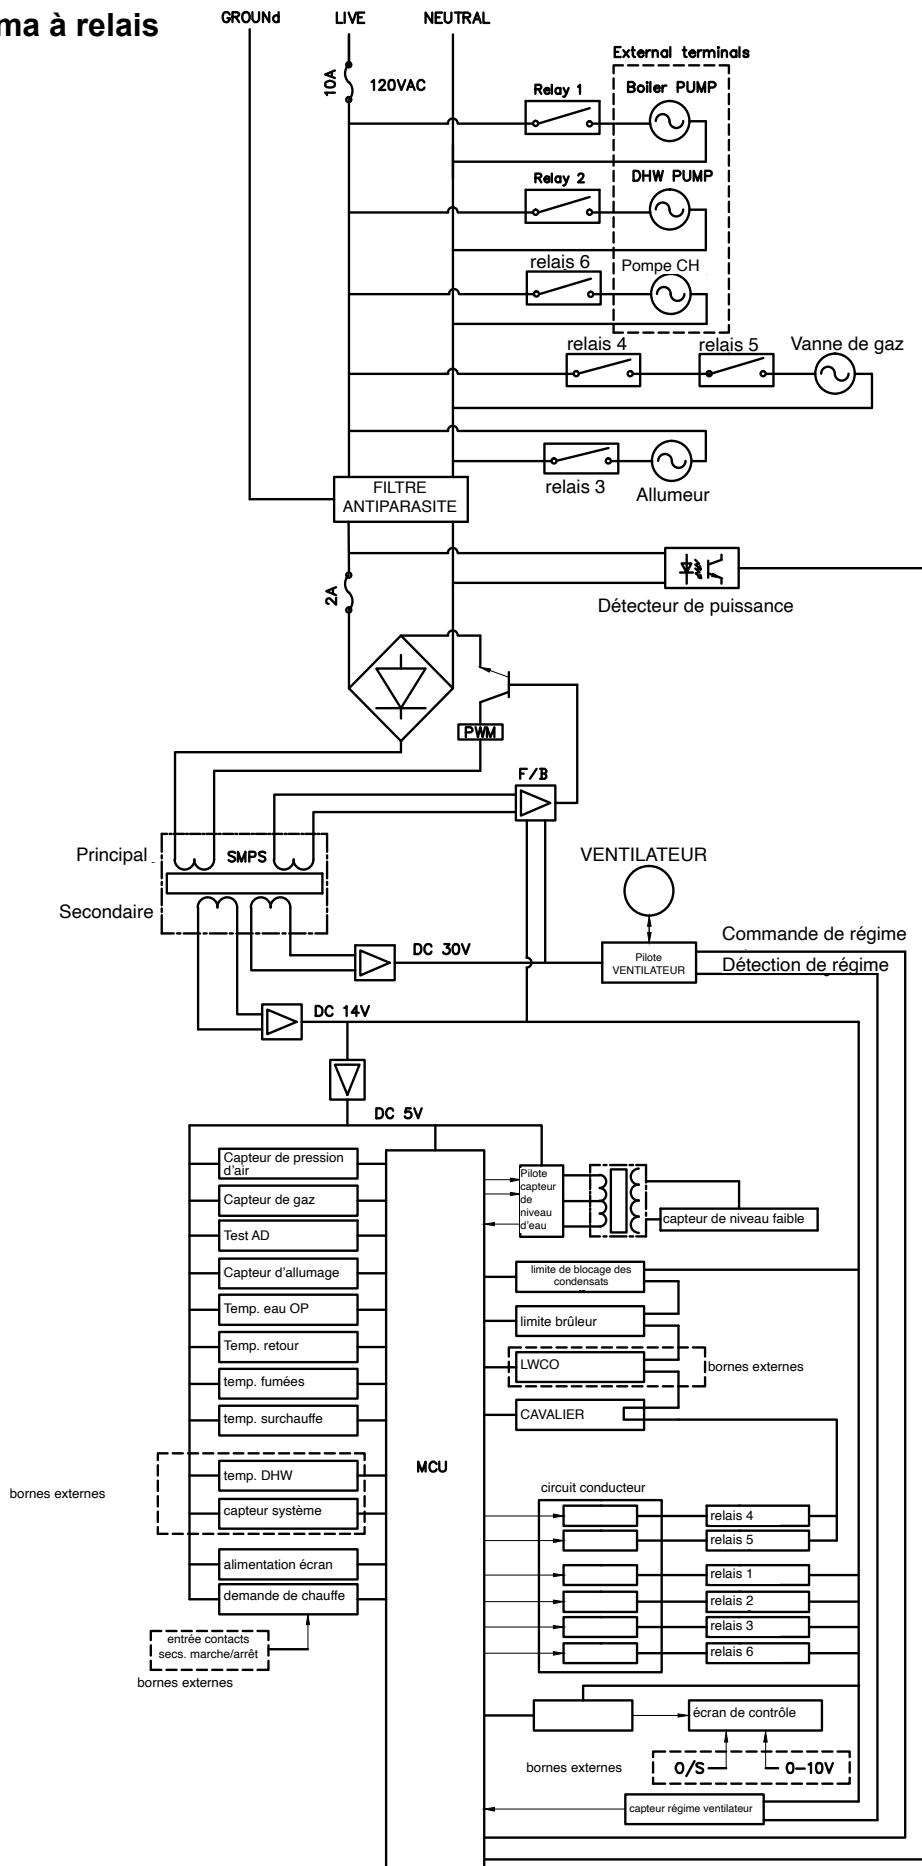 ma à relais
GROUNd
LIVE
NEUTRAL
10A
120VAC
External terminals
Relay 1
Boiler PUMP
Relay 2
DHW PUMP
relais 6
Pompe CH
relais 4
relais 5
Vanne de gaz
relais 3
Allumeur
FILTRE
ANTIPARASITE
2A
Détecteur de puissance
PWM
F/B
Principal
SMPS
Secondaire
VENTILATEUR
DC 30V
Pilote
VENTILATEUR
Commande de régime
Détection de régime
DC 14V
DC 5V
Capteur de pression
d'air
Capteur de gaz
Test AD
Capteur d'allumage
Temp. eau OP
Temp. retour
temp. fumées
temp. surchauffe
bornes externes
temp. DHW
capteur système
alimentation écran
demande de chauffe
entrée contacts
secs. marche/arrêt
bornes externes
MCU
Pilote
capteur
de
niveau
d'eau
capteur de niveau faible
limite de blocage des
condensats
limite brûleur
LWCO
bornes externes
CAVALIER
circuit conducteur
relais 4
relais 5
relais 1
relais 2
relais 3
relais 6
écran de contrôle
bornes externes
O/S
0-10V
capteur régime ventilateur